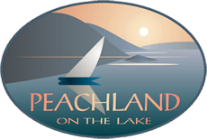 PEACHLAND
ON THE LAKE